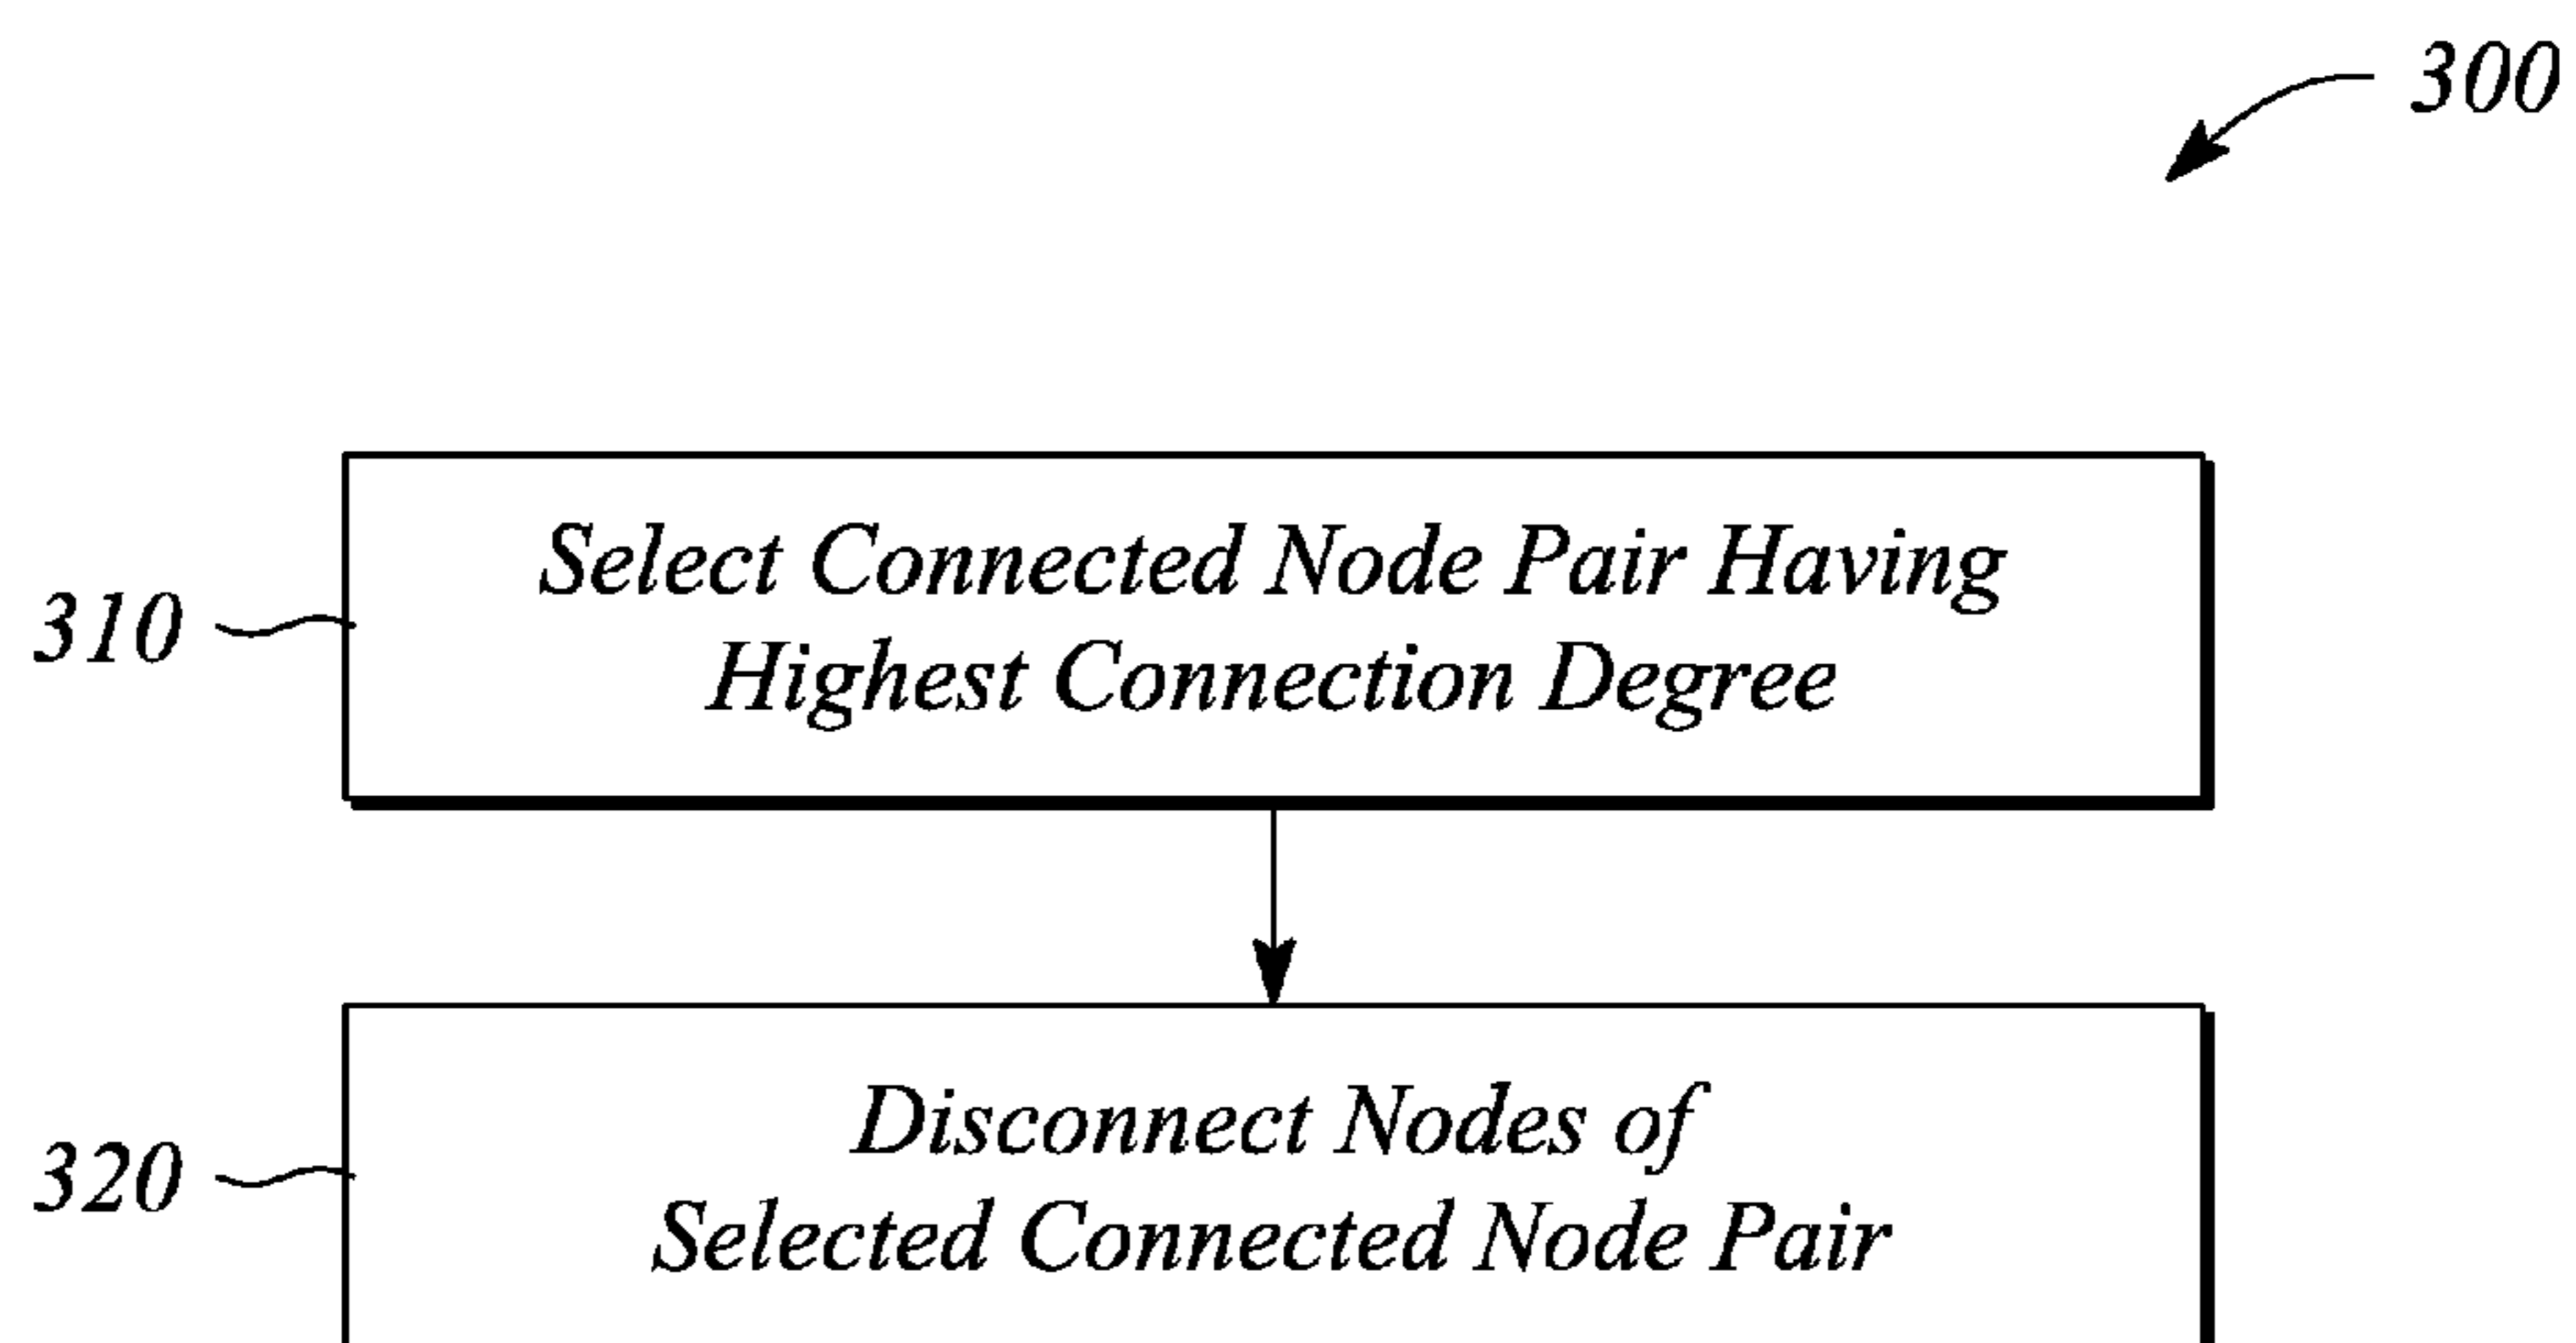 300
310
Select Connected Node Pair Having
Highest Connection Degree
320
Disconnect Nodes of
Selected Connected Node Pair